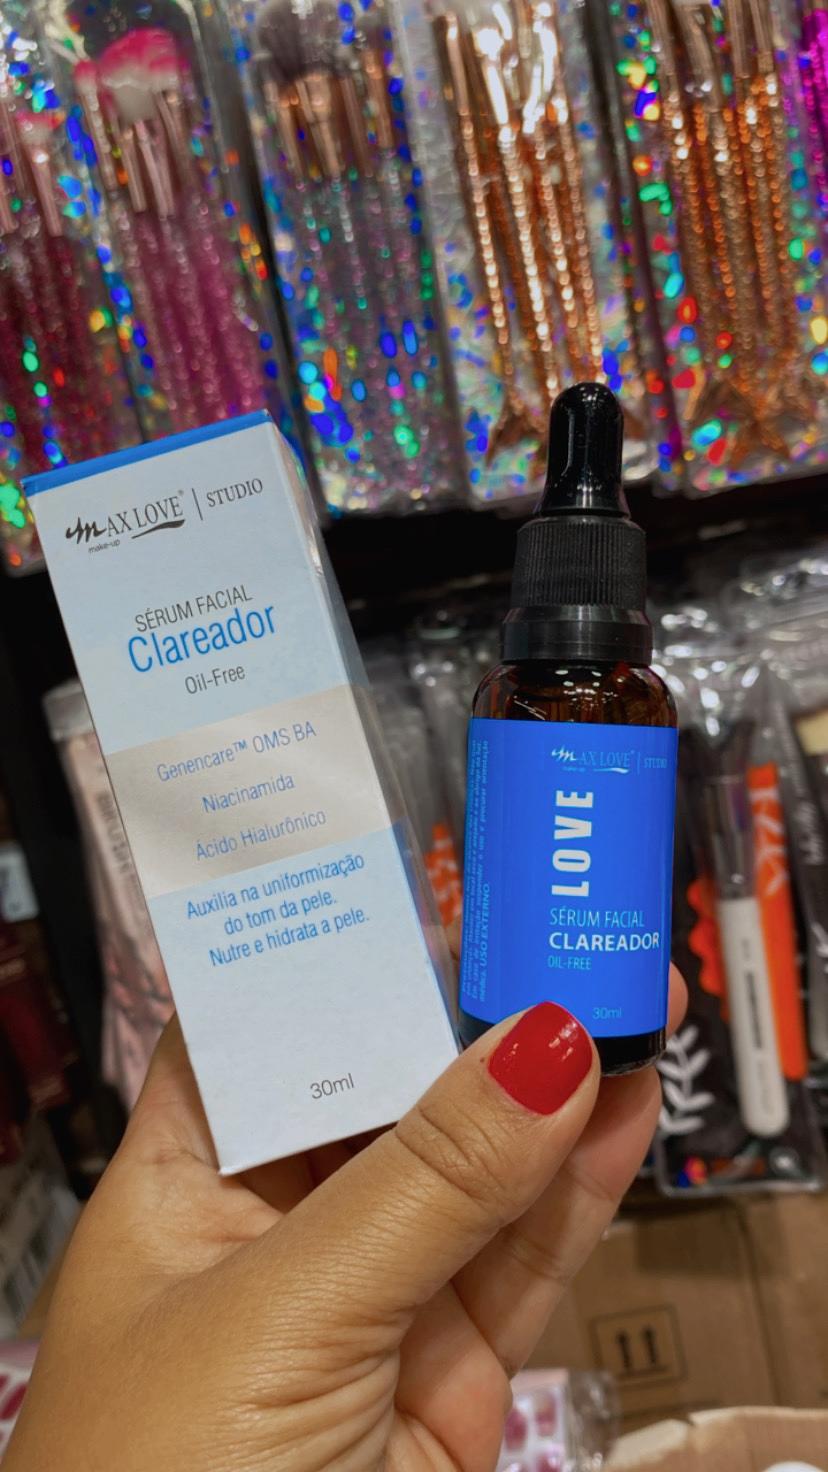 MAX LOVE® | STUDIO
make-up
SÉRUM FACIAL
Clareador
Oil-Free
Genencare™ OMS BA
Niacinamida
Ácido Hialurônico
Auxilia na uniformização
do tom da pele.
Nutre e hidrata a pele.
30ml
MAX LOVE® | STUDIO
make-up
LOVE
SÉRUM FACIAL
CLAREADOR
OIL-FREE
30ml
médica. USO EXTERNO.